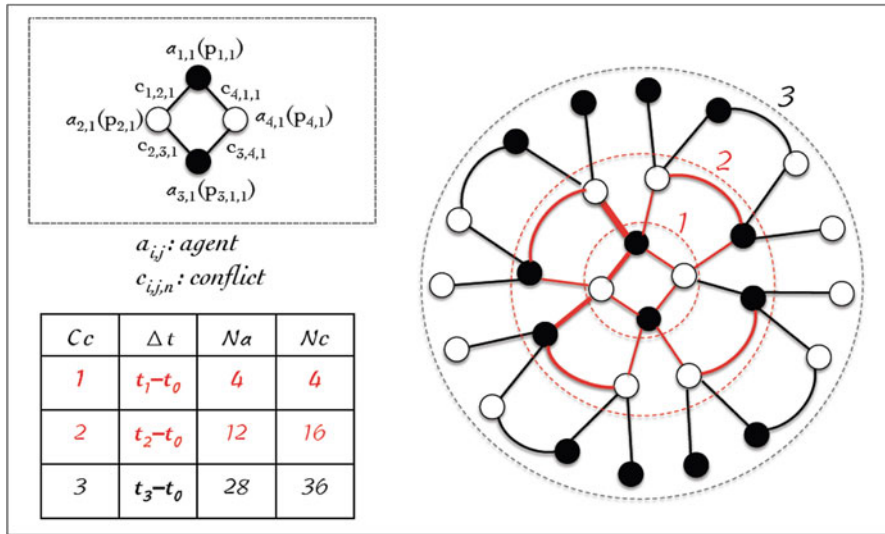 a1,1(p1,1)
c1,2,1 c4,1,1
a2,1(p2,1) a4,1(p4,1)
c2,3,1 c3,4,1
a3,1(p3,1,1)
ai,j: agent
ci,j,n: conflict
Cc Δt Na Nc
1 t1–t0 4 4
2 t2–t0 12 16
3 t3–t0 28 36
3
2
1